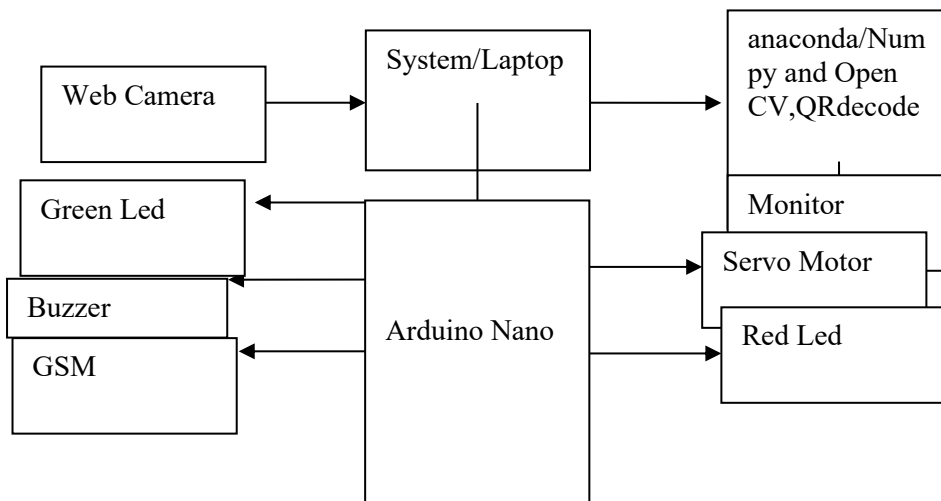 System/Laptop
anaconda/Num
py and Open
CV,QRdecode
Web Camera
Green Led
Monitor
Servo Motor
Buzzer
Arduino Nano
Red Led
GSM